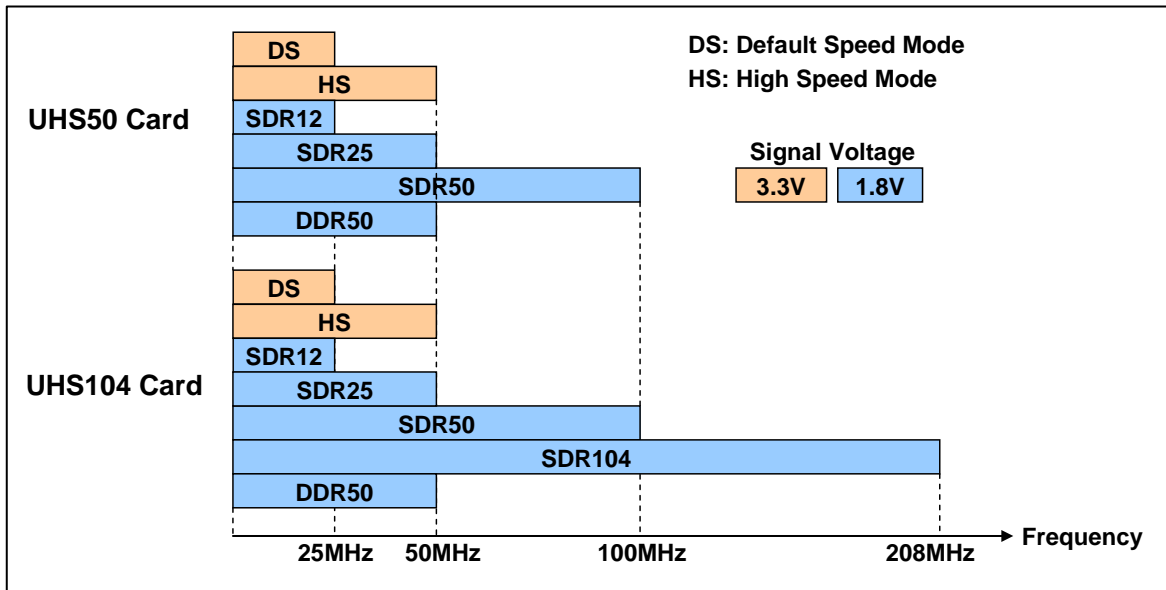 DS: Default Speed Mode
HS: High Speed Mode
Signal Voltage
3.3V 1.8V
UHS50 Card
DS
HS
SDR12
SDR25
SDR50
DDR50
UHS104 Card
DS
HS
SDR12
SDR25
SDR50
SDR104
DDR50
25MHz 50MHz 100MHz 208MHz
Frequency